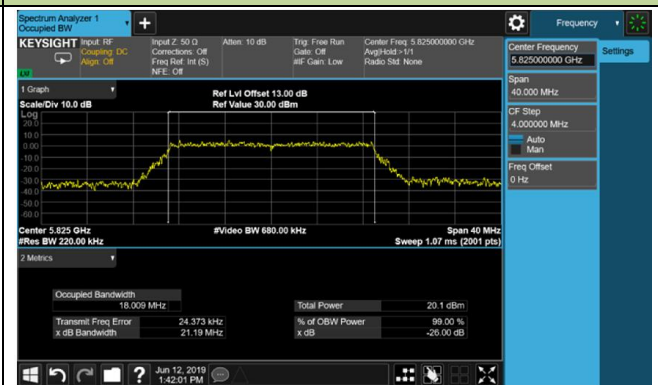 Spectrum Analyzer 1
Occupied BW
Frequency
KEYSIGHT
Input: RF
Coupling: DC
Align: Off
Input Z: 50 Ω
Corrections: Off
Freq Ref: Int (S)
NFE: Off
Atten: 10 dB
Trig: Free Run
Gate: Off
#IF Gain: Low
Center Freq: 5.825000000 GHz
Avg|Hold:>1/1
Radio Std: None
Center Frequency
5.825000000 GHz
Settings
Span
40.000 MHz
CF Step
4.000000 MHz
Auto
Man
Freq Offset
0 Hz
1 Graph
Scale/Div 10.0 dB
Ref Lvl Offset 13.00 dB
Ref Value 30.00 dBm
Log
20.0
10.0
0.00
-10.0
-20.0
-30.0
-40.0
-50.0
-60.0
Center 5.825 GHz
#Video BW 680.00 kHz
Span 40 MHz
#Res BW 220.00 kHz
Sweep 1.07 ms (2001 pts)
2 Metrics
Occupied Bandwidth
18.009 MHz
Total Power 20.1 dBm
Transmit Freq Error 24.373 kHz
% of OBW Power 99.00 %
x dB Bandwidth 21.19 MHz
x dB -26.00 dB
?
Jun 12, 2019
1:42:01 PM